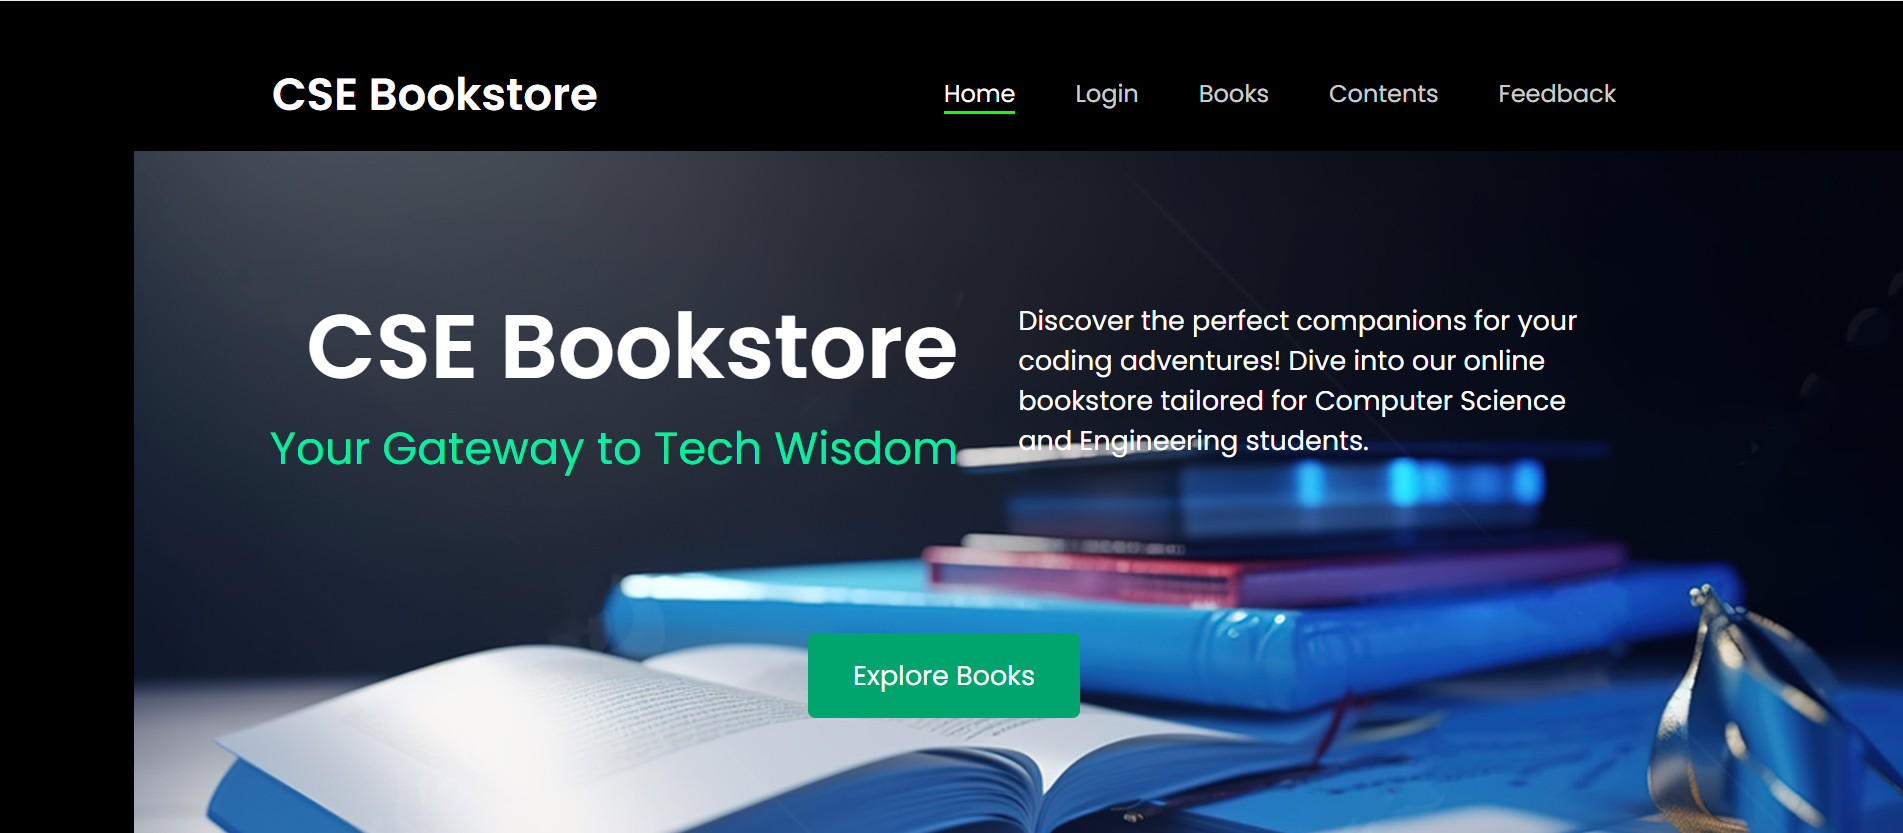 CSE Bookstore
Home Login Books Contents Feedback
CSE Bookstore
Your Gateway to Tech Wisdom
Discover the perfect companions for your
coding adventures! Dive into our online
bookstore tailored for Computer Science
and Engineering students.
Explore Books